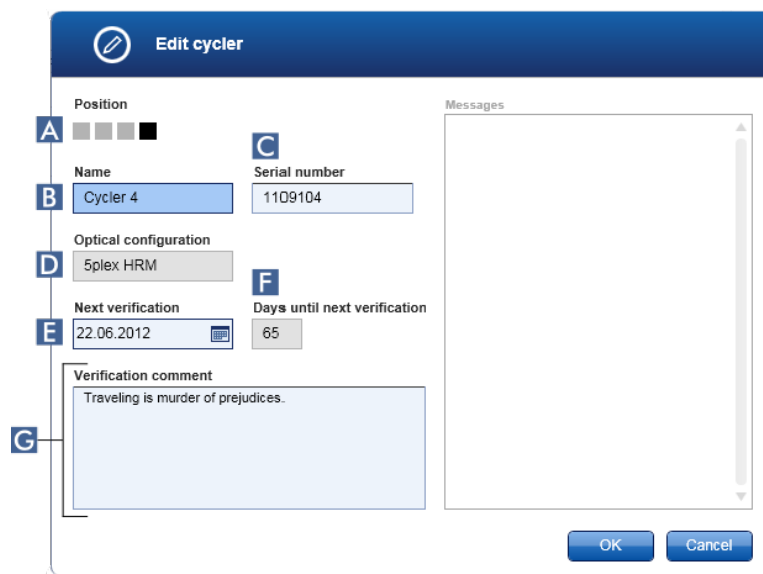 Edit cycler
Position
Messages
A
C
Name
Serial number
B
Cycler 4
1109104
Optical configuration
D
5plex HRM
F
Next verification
Days until next verification
E
22.06.2012
65
Verification comment
Traveling is murder of prejudices.
G
OK
Cancel